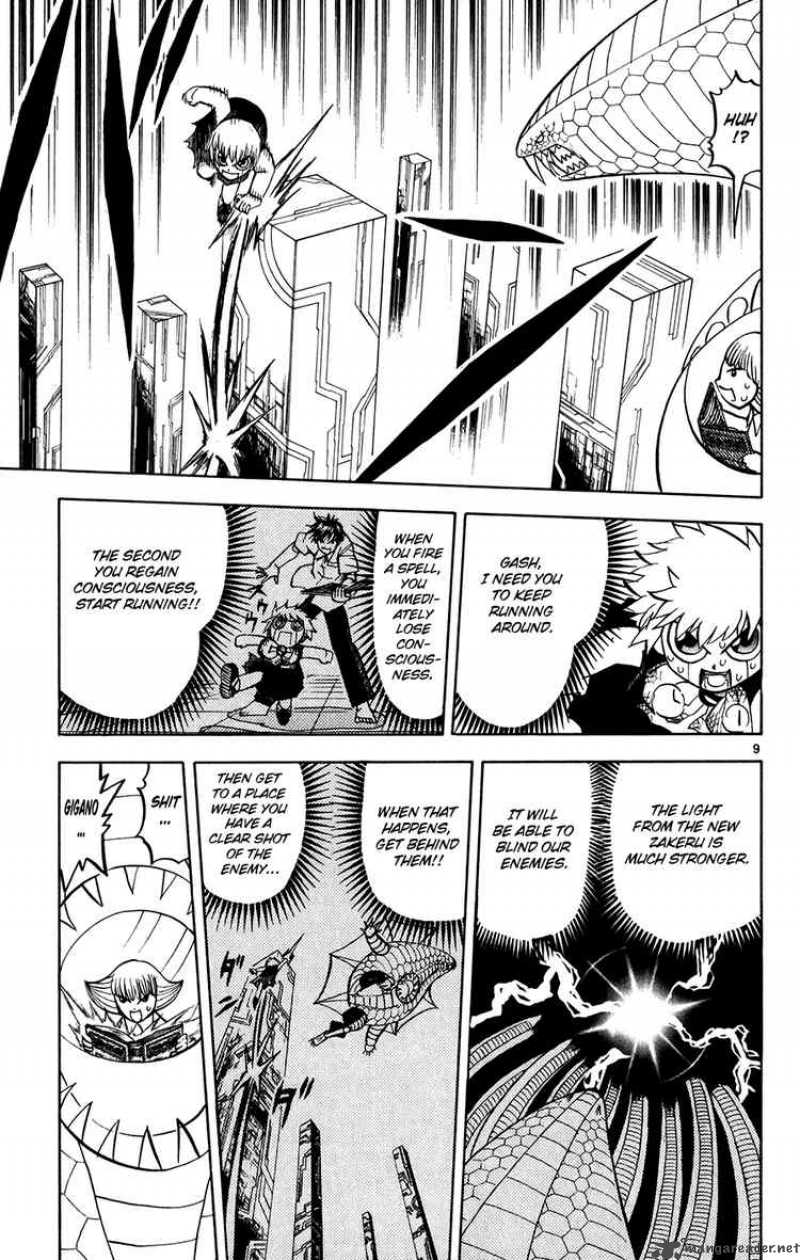 HUH
!?
GASH,
I NEED YOU
TO KEEP
RUNNING
AROUND.
WHEN
YOU FIRE
A SPELL,
YOU
IMMEDI-
ATELY
LOSE
CON-
SCIOUS-
NESS.
THE SECOND
YOU REGAIN
CONSCIOUSNESS,
START RUNNING!!
9
THE LIGHT
FROM THE NEW
ZAKERU IS
MUCH STRONGER.
IT WILL
BE ABLE TO
BLIND OUR
ENEMIES.
WHEN THAT
HAPPENS,
GET BEHIND
THEM!!
THEN GET
TO A PLACE
WHERE YOU
HAVE A
CLEAR SHOT
OF THE
ENEMY...
ダ
ダ
SHIT
...
GIGANO
...
mangareader.net